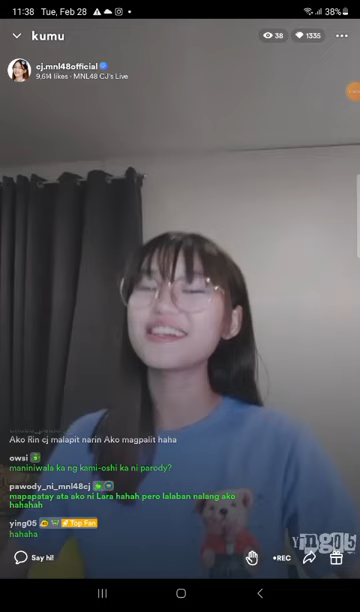 11:38 Tue, Feb 28 38%
kumu 38 1335
cj.mnl48official
9,614 likes · MNL48 CJ's Live
Ako Rin cj malapit narin Ako magpalit haha
owsi
maniniwala ka ng kami-oshi ka ni parody?
pawody_ni_mnl48cj
mapapatay ata ako ni Lara hahah pero lalaban nalang ako
hahahah
ying05 Top Fan
hahaha
Ying05
Say hi! •REC